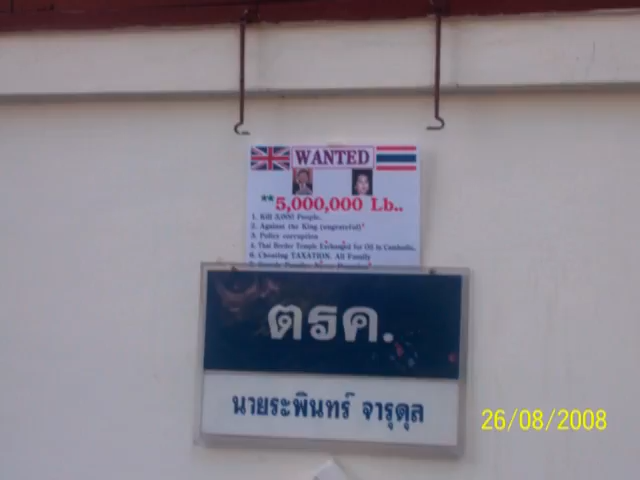 WANTED
**5,000,000 Lb..
1. Kill 3,000 People.
2. Against the King (ungrateful)
3. Policy corruption
4. Thai Border Temple Exchanged for Oil in Cambodia..
6. Cheating TAXATION. All Family
ตรค.
นายระพินทร์ จารุดุล
26/08/2008